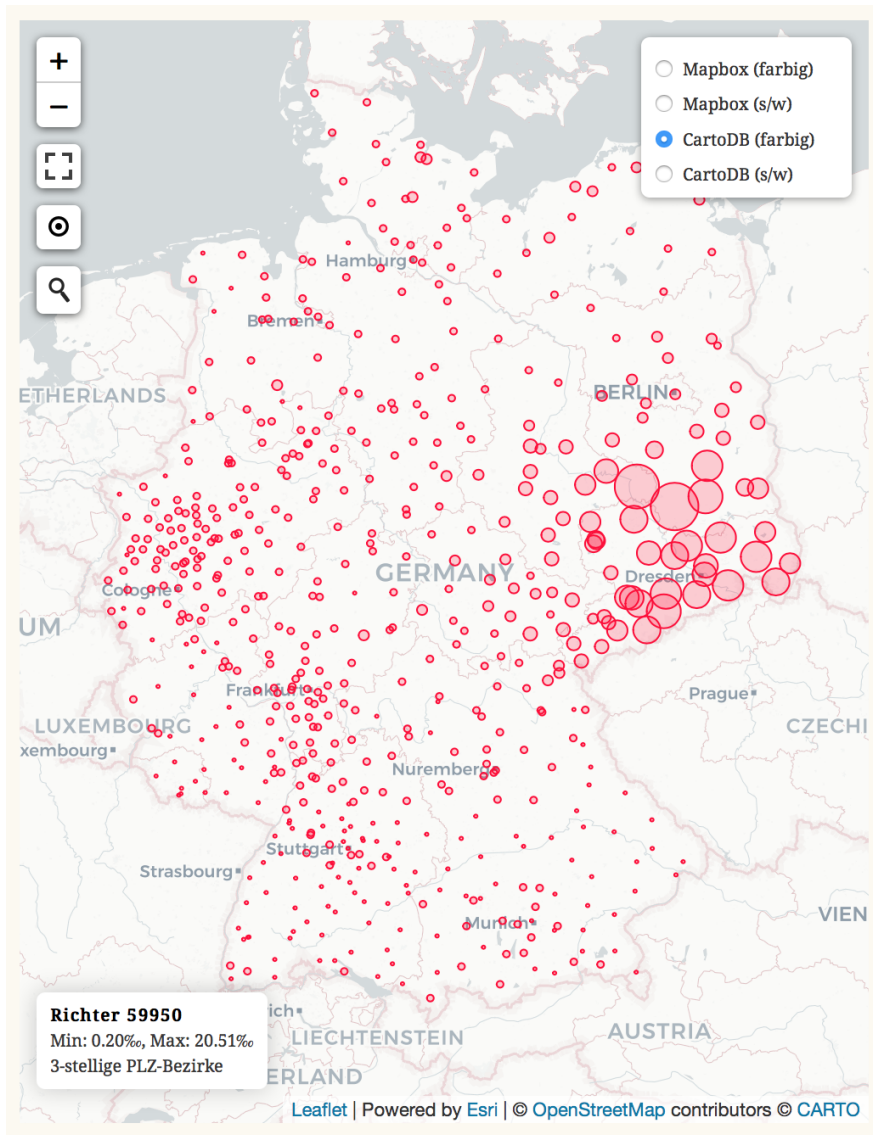 +
−
Mapbox (farbig)
Mapbox (s/w)
CartoDB (farbig)
CartoDB (s/w)
Hamburg
Bremen
ETHERLANDS
BERLIN
GERMANY
Cologne
Dresden
UM
Frankfurt
Prague
LUXEMBOURG
CZECHI
xembourg
Nuremberg
Stuttgart
Strasbourg
Munich
VIEN
Richter 59950
Min: 0.20‰, Max: 20.51‰
3-stellige PLZ-Bezirke
rich
LIECHTENSTEIN
AUSTRIA
ERLAND
Leaflet | Powered by Esri | © OpenStreetMap contributors © CARTO